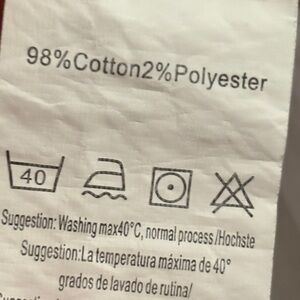 98%Cotton2%Polyester
40
Suggestion: Washing max40°C, normal process /Hochste
Suggestion:La temperatura máxima de 40°
grados de lavado de rutina/